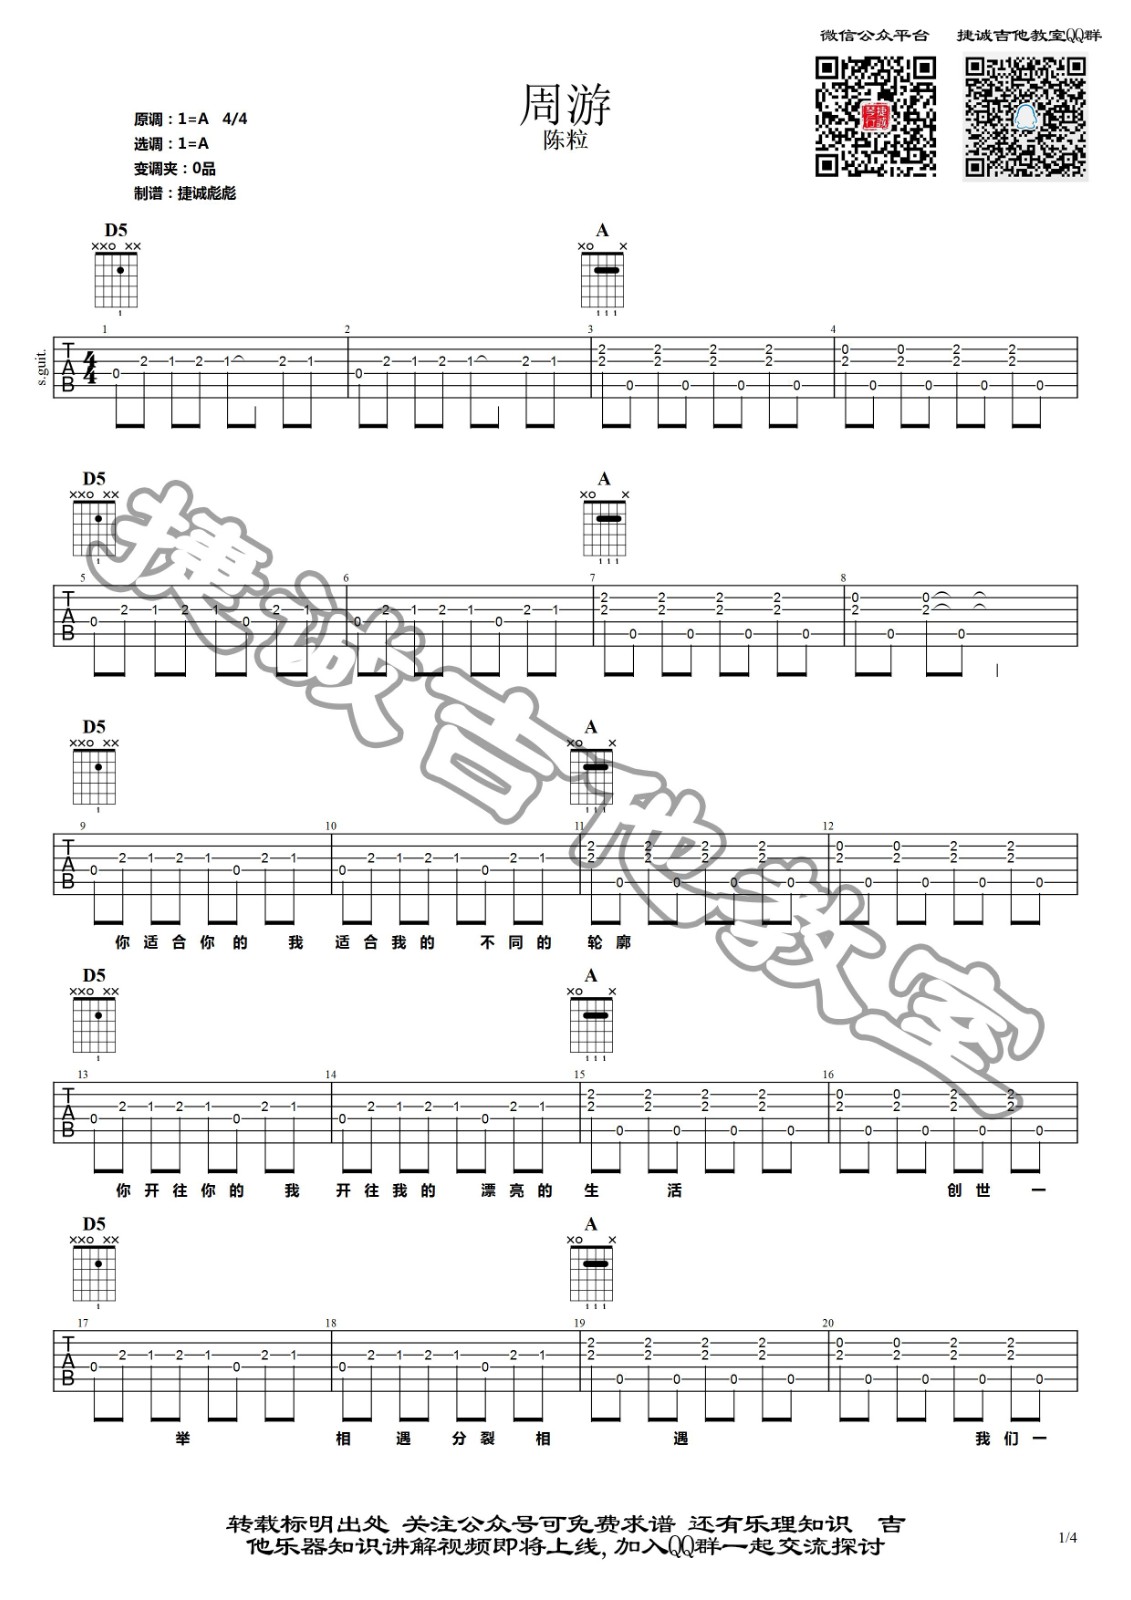 微信公众平台 捷诚吉他教室QQ群
周游
陈粒
原调：1=A 4/4
选调：1=A
变调夹：0品
制谱：捷诚彪彪
D5 A
s.guit.
1 2 3 4
D5 A
5 6 7 8
D5 A
9 10 11 12
你适合你的 我 适合我的 不同的 轮廓
D5 A
13 14 15 16
你开往你的 我 开往我的 漂亮的 生 活 创世一
D5 A
17 18 19 20
举 相遇分裂相 遇 我们一
捷诚吉他教室
转载标明出处 关注公众号可免费求谱 还有乐理知识 吉
他乐器知识讲解视频即将上线,加入QQ群一起交流探讨
1/4